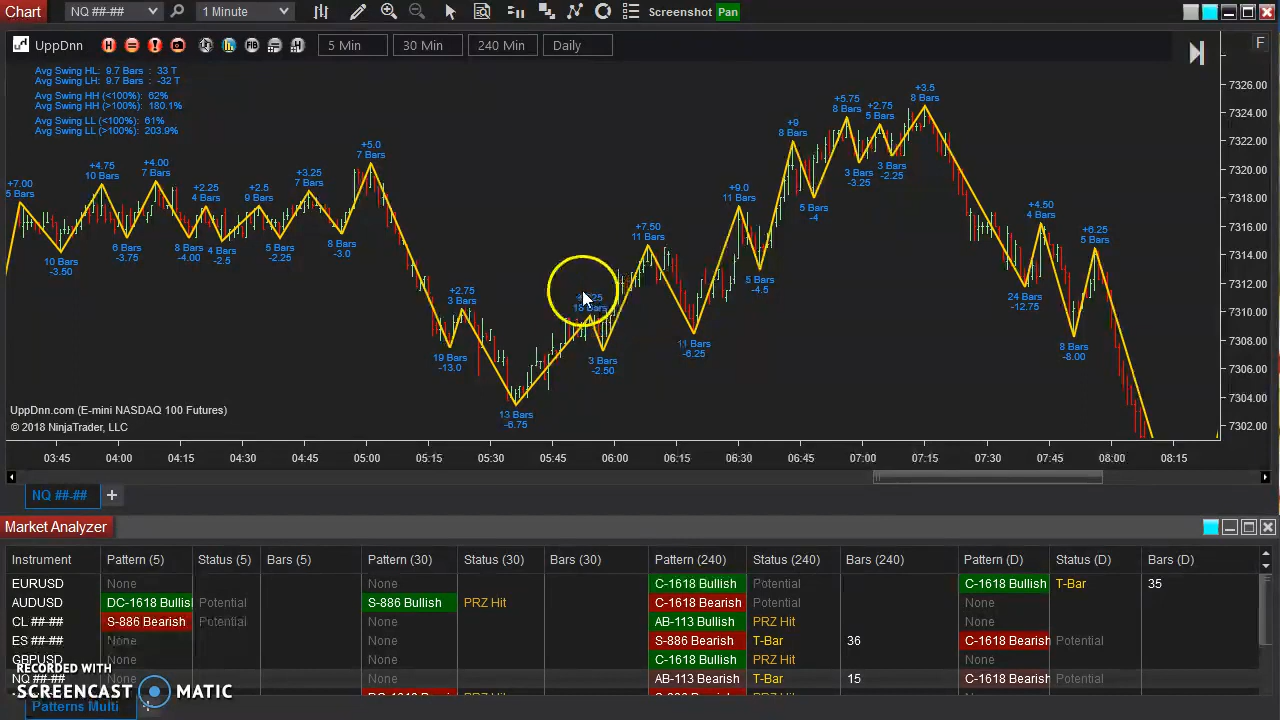 Chart NQ ##-## 1 Minute Screenshot Pan
UppDnn H FIB H 5 Min 30 Min 240 Min Daily F
Avg Swing HL: 9.7 Bars : 33 T
Avg Swing LH: 9.7 Bars : -32 T
Avg Swing HH (<100%): 62%
Avg Swing HH (>100%): 180.1%
Avg Swing LL (<100%): 61%
Avg Swing LL (>100%): 203.9%
+7.00
5 Bars
10 Bars
-3.50
+4.75
10 Bars
6 Bars
-3.75
+4.00
7 Bars
8 Bars
-4.00
+2.25
4 Bars
4 Bars
-2.5
+2.5
9 Bars
5 Bars
-2.25
+3.25
7 Bars
8 Bars
-3.0
+5.0
7 Bars
19 Bars
-13.0
+2.75
3 Bars
13 Bars
-6.75
18 Bars
3 Bars
-2.50
+7.50
11 Bars
11 Bars
-6.25
+9.0
11 Bars
5 Bars
-4.5
+9
8 Bars
5 Bars
-4
+5.75
8 Bars
3 Bars
-3.25
+2.75
5 Bars
3 Bars
-2.25
+3.5
8 Bars
24 Bars
-12.75
+4.50
4 Bars
8 Bars
-8.00
+6.25
5 Bars
7326.00
7324.00
7322.00
7320.00
7318.00
7316.00
7314.00
7312.00
7310.00
7308.00
7306.00
7304.00
7302.00
UppDnn.com (E-mini NASDAQ 100 Futures)
© 2018 NinjaTrader, LLC
03:45 04:00 04:15 04:30 04:45 05:00 05:15 05:30 05:45 06:00 06:15 06:30 06:45 07:00 07:15 07:30 07:45 08:00 08:15
NQ ##-## +
Market Analyzer
Instrument Pattern (5) Status (5) Bars (5) Pattern (30) Status (30) Bars (30) Pattern (240) Status (240) Bars (240) Pattern (D) Status (D) Bars (D)
EURUSD None None C-1618 Bullish Potential C-1618 Bullish T-Bar 35
AUDUSD DC-1618 Bullis Potential S-886 Bullish PRZ Hit C-1618 Bearish Potential None
CL ##-## S-886 Bearish Potential None AB-113 Bullish PRZ Hit None
ES ##-## None None S-886 Bearish T-Bar 36 C-1618 Bearish Potential
GBPUSD None None C-1618 Bullish PRZ Hit None
NQ ##-## None AB-113 Bearish T-Bar 15 C-1618 Bearish Potential
RECORDED WITH
SCREENCAST MATIC
Patterns Multi +